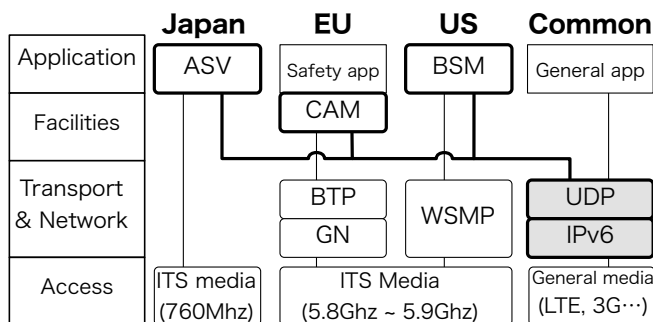 Japan EU US Common
Application ASV Safety app BSM General app
CAM
Facilities
Transport
& Network
BTP WSMP UDP
GN IPv6
Access
ITS media ITS Media General media
(760Mhz) (5.8Ghz ~ 5.9Ghz) (LTE, 3G⋯)